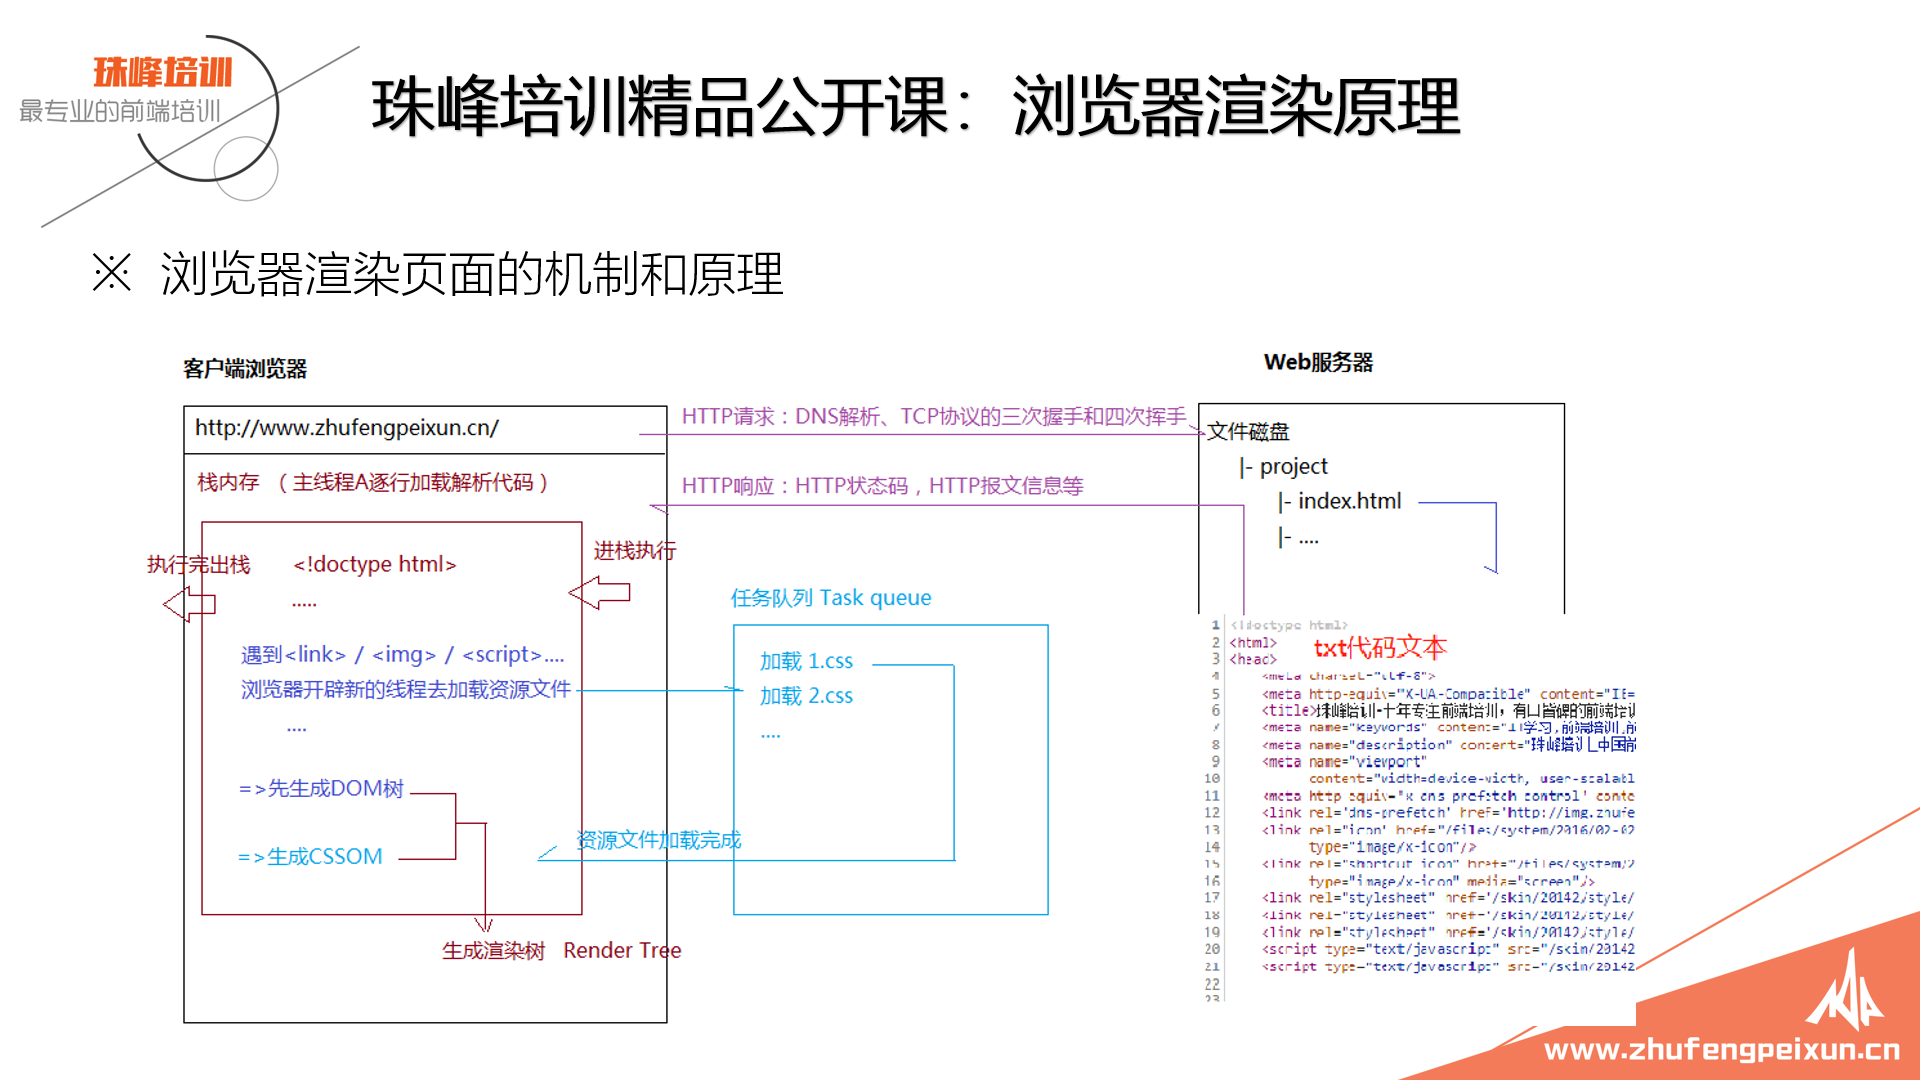 珠峰培训
最专业的前端培训
珠峰培训精品公开课：浏览器渲染原理
※ 浏览器渲染页面的机制和原理
客户端浏览器
http://www.zhufengpeixun.cn/
栈内存 （主线程A逐行加载解析代码）
执行完出栈
进栈执行
<!doctype html>
.....
遇到<link> / <img> / <script>....
浏览器开辟新的线程去加载资源文件
....
=>先生成DOM树
=>生成CSSOM
生成渲染树 Render Tree
HTTP请求：DNS解析、TCP协议的三次握手和四次挥手
HTTP响应：HTTP状态码，HTTP报文信息等
任务队列 Task queue
加载 1.css
加载 2.css
....
资源文件加载完成
Web服务器
文件磁盘
|- project
|- index.html
|- ....
txt代码文本
1 <!doctype html>
2 <html>
3 <head>
4 <meta charset="utf-8">
5 <meta http-equiv="X-UA-Compatible" content="IE=
6 <title>珠峰培训-十年专注前端培训，有口皆碑的前端培训
7 <meta name="keywords" content="IT学习,前端培训,前
8 <meta name="description" content="珠峰培训_中国前
9 <meta name="viewport"
10 content="width=device-width, user-scalabl
11 <meta http-equiv="x-dns-prefetch-control" conte
12 <link rel="dns-prefetch" href="http://img.zhufe
13 <link rel="icon" href="/files/system/2016/02-02
14 type="image/x-icon"/>
15 <link rel="shortcut icon" href="/files/system/2
16 type="image/x-icon" media="screen"/>
17 <link rel="stylesheet" href="/skin/20142/style/
18 <link rel="stylesheet" href="/skin/20142/style/
19 <link rel="stylesheet" href="/skin/20142/style/
20 <script type="text/javascript" src="/skin/20142
21 <script type="text/javascript" src="/skin/20142
22
23
www.zhufengpeixun.cn